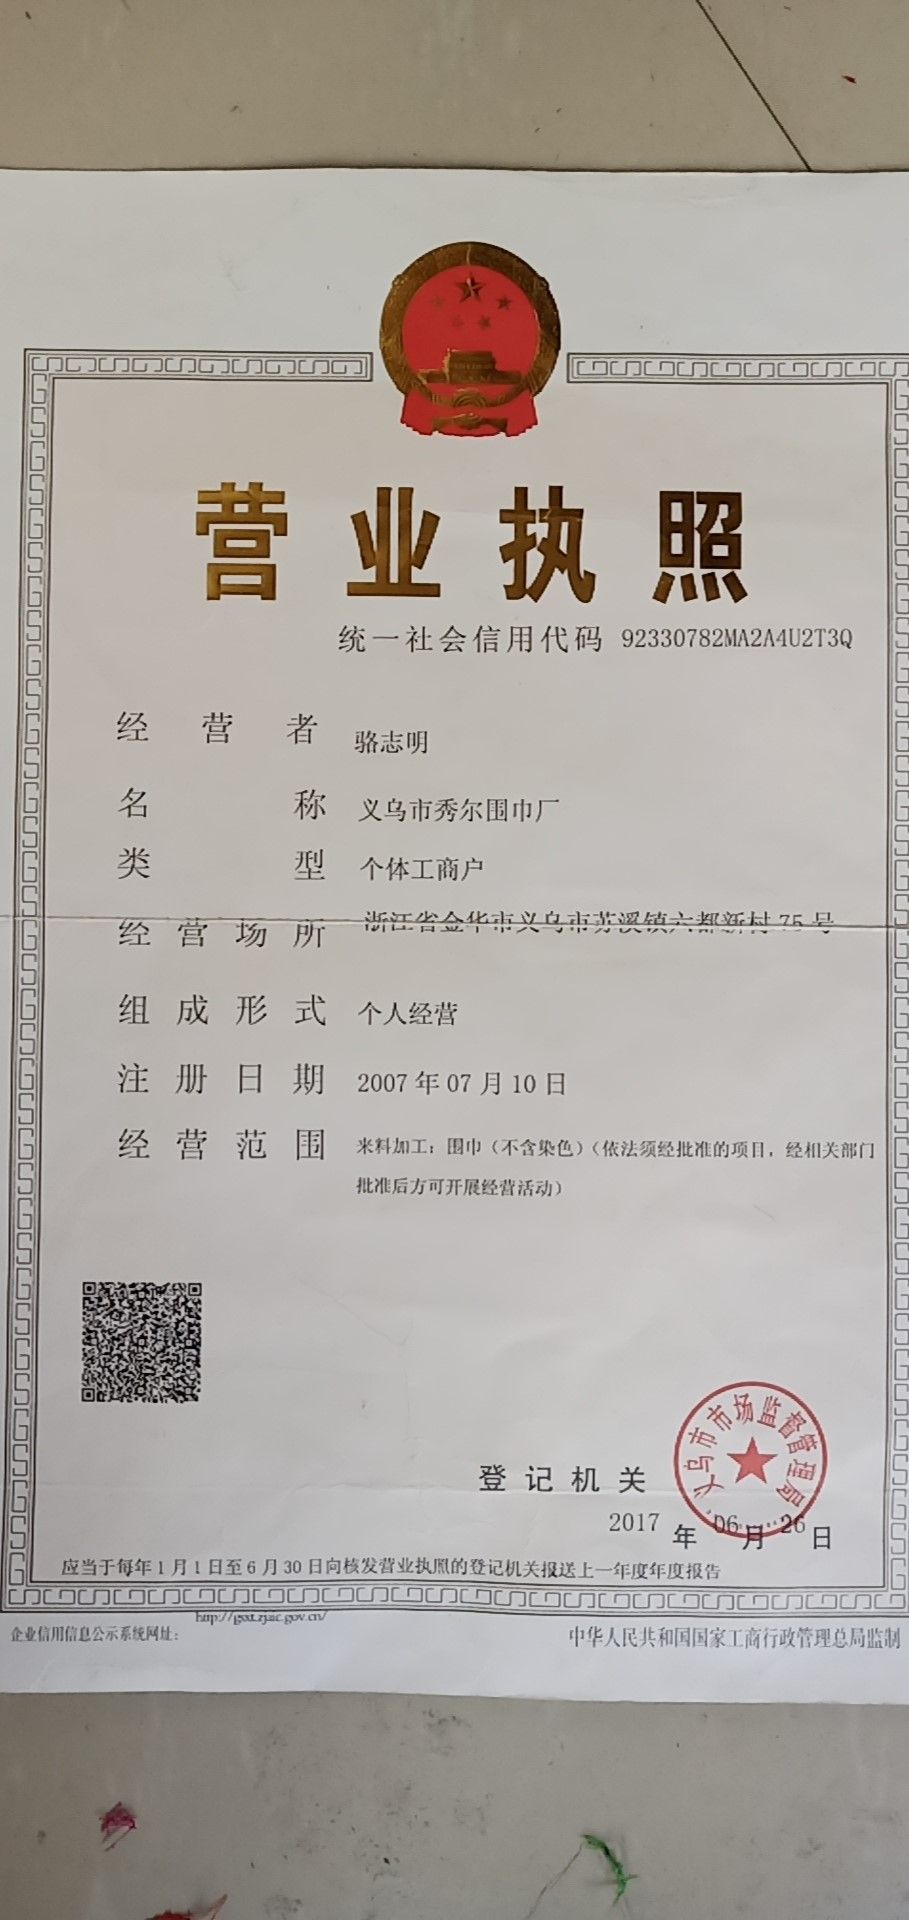 营业执照
统一社会信用代码 92330782MA2A4U2T3Q
经营者 骆志明
名称 义乌市秀尔围巾厂
类型 个体工商户
经营场所 浙江省金华市义乌市苏溪镇六都新村75号
组成形式 个人经营
注册日期 2007年07月10日
经营范围 来料加工：围巾（不含染色）（依法须经批准的项目，经相关部门
批准后方可开展经营活动）
义乌市市场监督管理局
登记机关
2017年06月26日
应当于每年1月1日至6月30日向核发营业执照的登记机关报送上一年度年度报告
http://gsxt.zjaic.gov.cn/
企业信用信息公示系统网址：
中华人民共和国国家工商行政管理总局监制